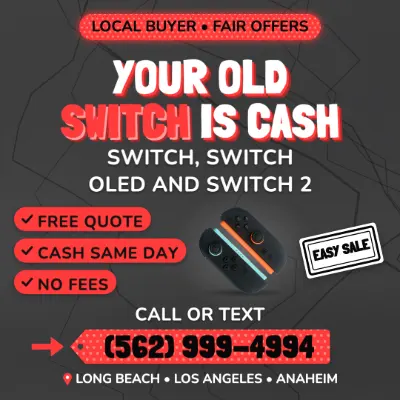 LOCAL BUYER • FAIR OFFERS
YOUR OLD
SWITCH IS CASH
SWITCH, SWITCH
OLED AND SWITCH 2
FREE QUOTE
CASH SAME DAY
NO FEES
EASY SALE
CALL OR TEXT
(562) 999-4994
LONG BEACH • LOS ANGELES • ANAHEIM